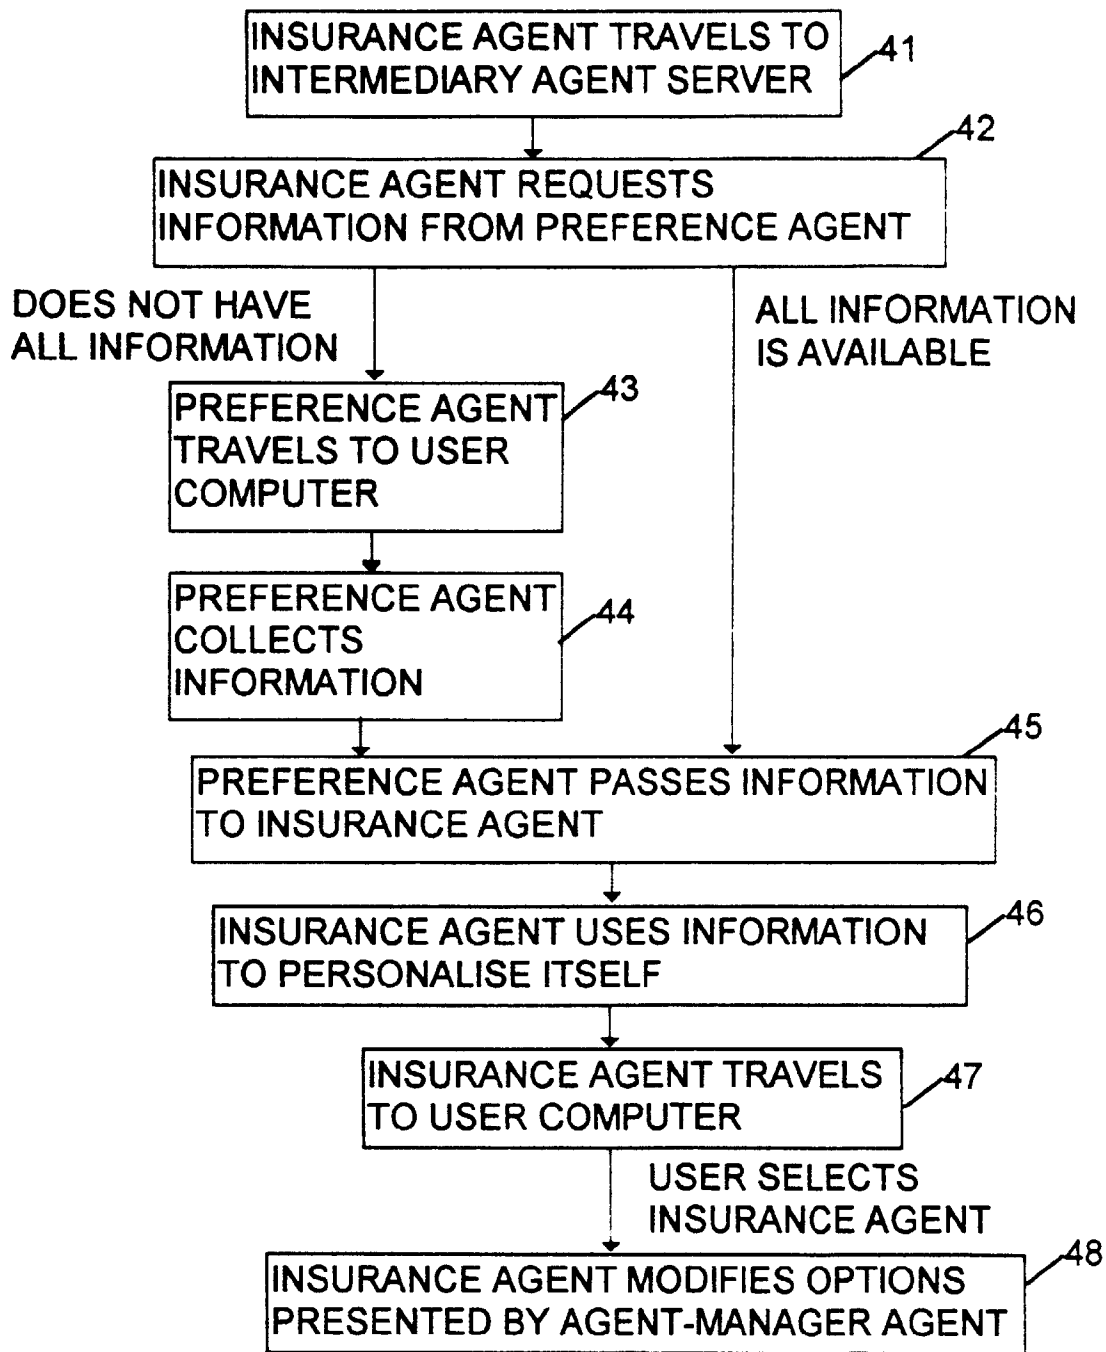 INSURANCE AGENT TRAVELS TO
INTERMEDIARY AGENT SERVER
41
42
INSURANCE AGENT REQUESTS
INFORMATION FROM PREFERENCE AGENT
DOES NOT HAVE
ALL INFORMATION
ALL INFORMATION
IS AVAILABLE
43
PREFERENCE AGENT
TRAVELS TO USER
COMPUTER
PREFERENCE AGENT
COLLECTS
INFORMATION
44
45
PREFERENCE AGENT PASSES INFORMATION
TO INSURANCE AGENT
46
INSURANCE AGENT USES INFORMATION
TO PERSONALISE ITSELF
INSURANCE AGENT TRAVELS
TO USER COMPUTER
47
USER SELECTS
INSURANCE AGENT
48
INSURANCE AGENT MODIFIES OPTIONS
PRESENTED BY AGENT-MANAGER AGENT